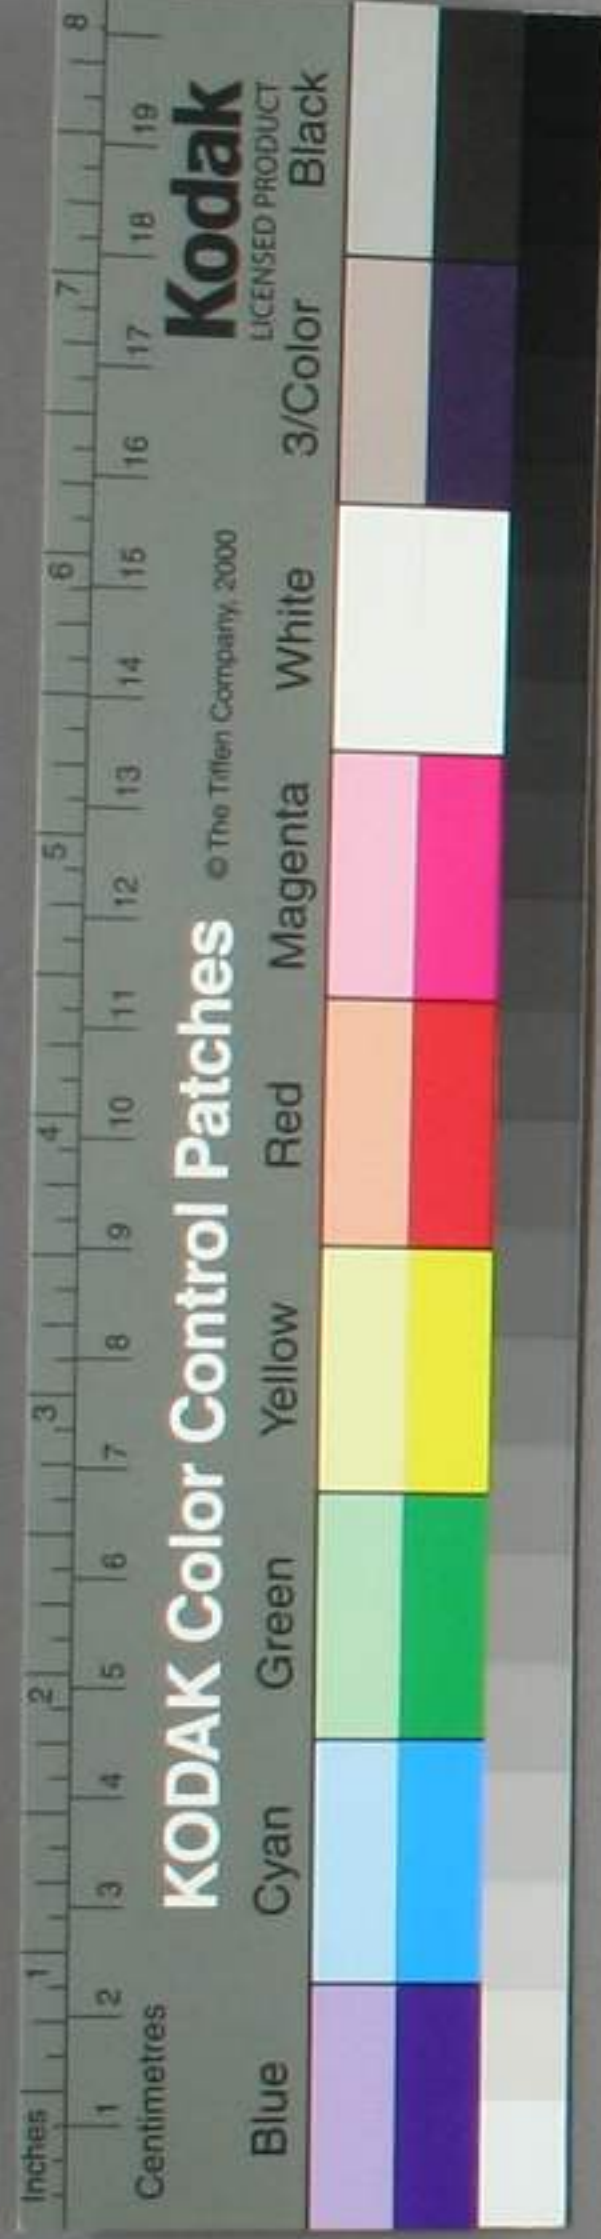 Inches 1 2 3 4 5 6 7 8
Centimetres 1 2 3 4 5 6 7 8 9 10 11 12 13 14 15 16 17 18 19
KODAK Color Control Patches © The Tiffen Company, 2000 Kodak
LICENSED PRODUCT
Blue Cyan Green Yellow Red Magenta White 3/Color Black